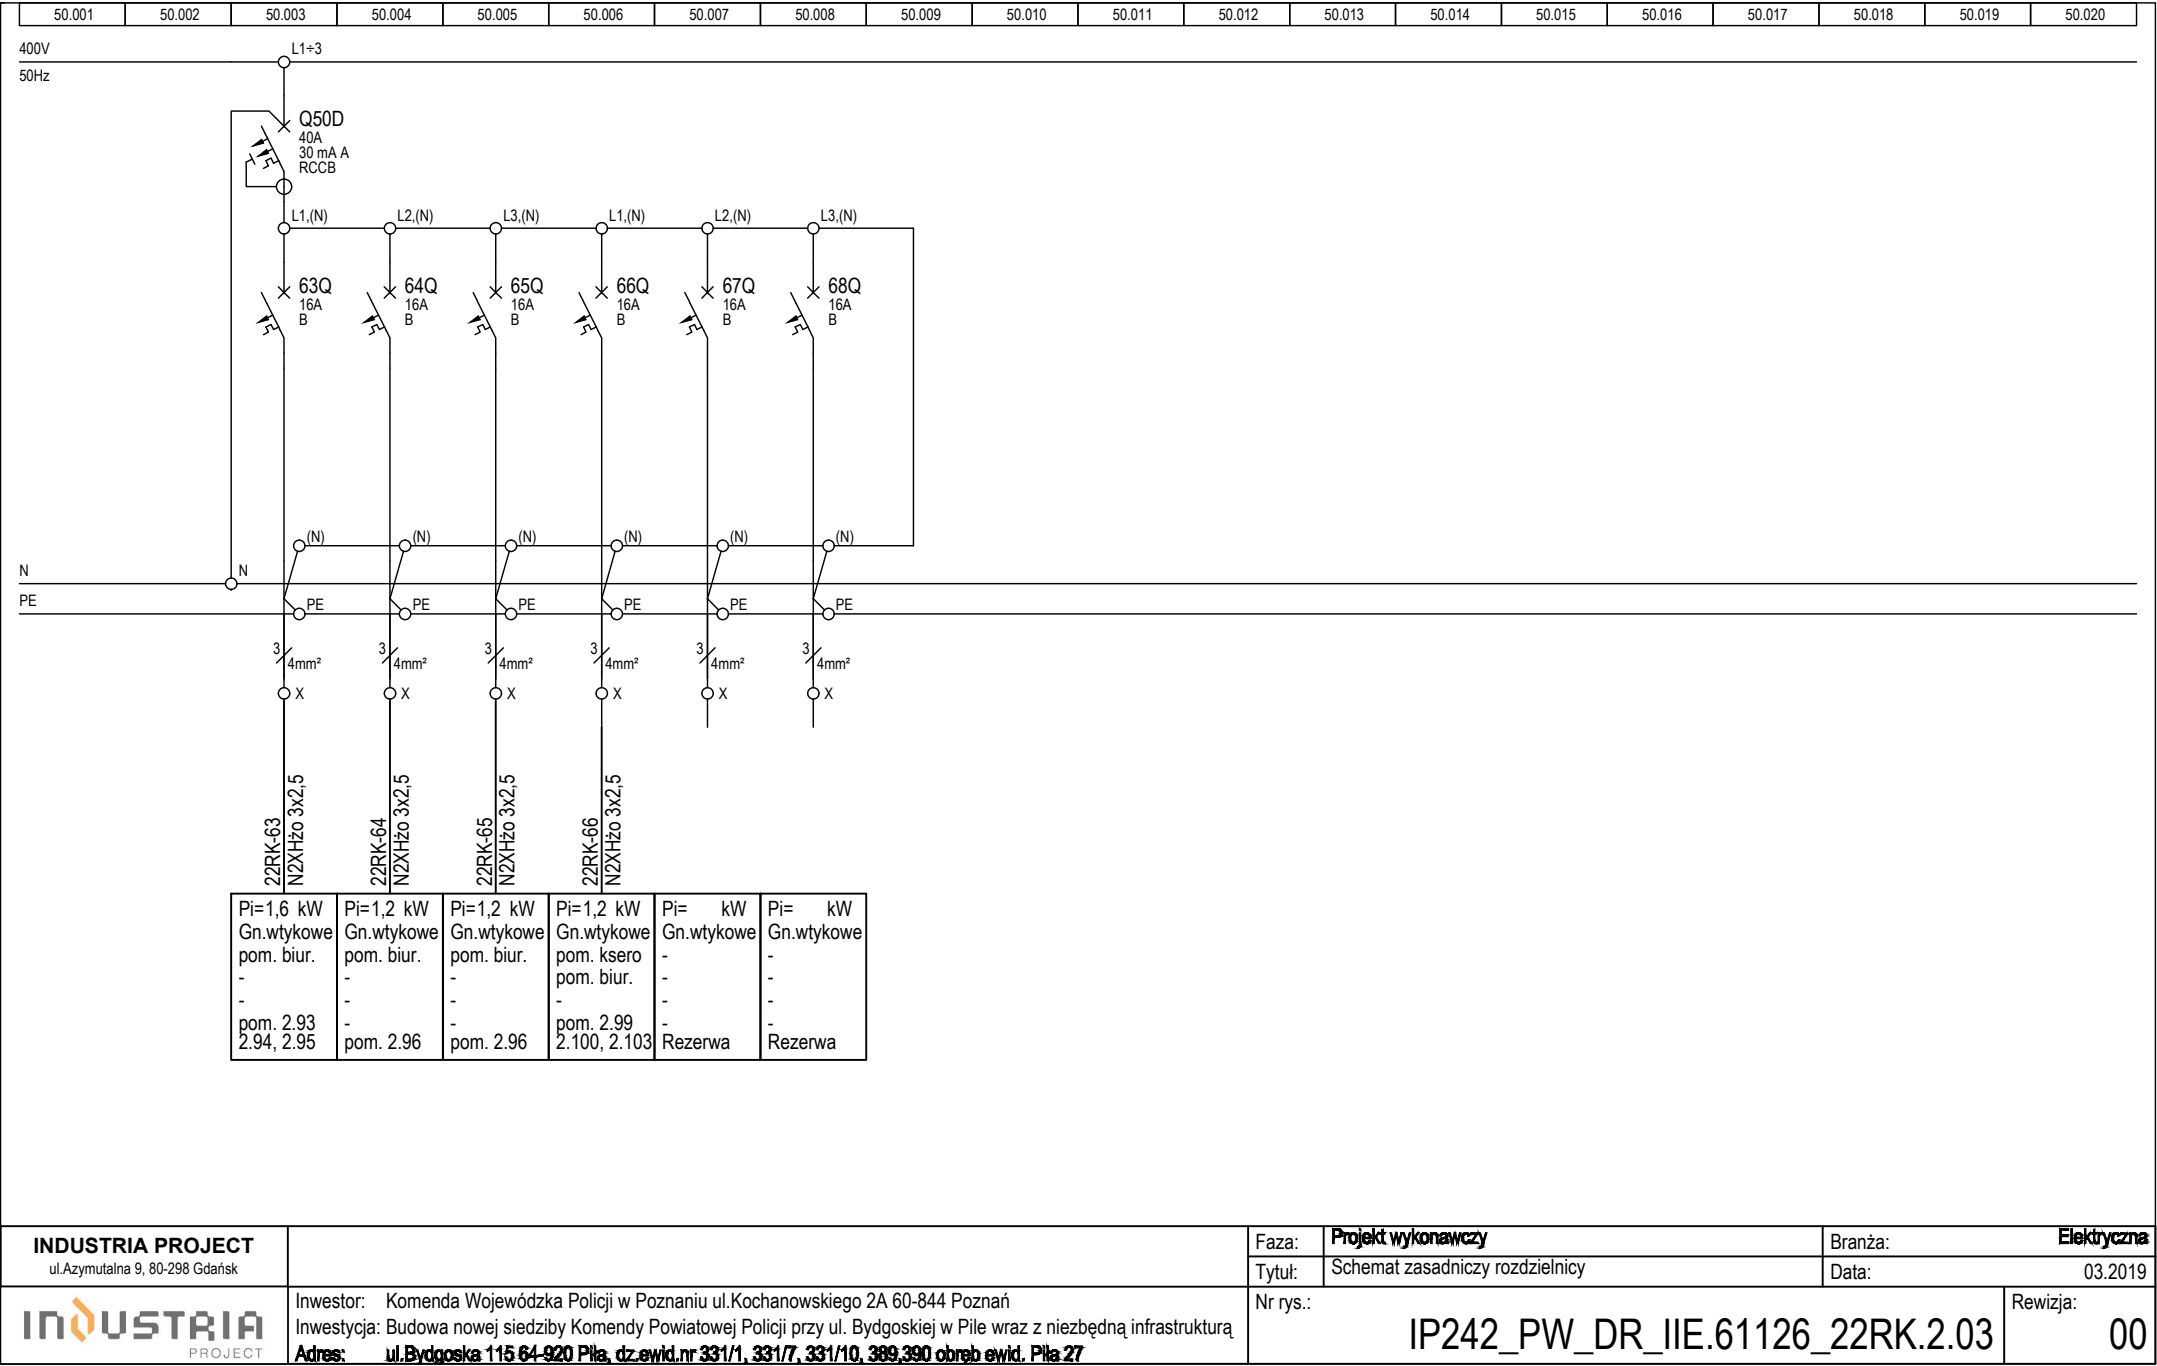 50.001 50.002 50.003 50.004 50.005 50.006 50.007 50.008 50.009 50.010 50.011 50.012 50.013 50.014 50.015 50.016 50.017 50.018 50.019 50.020
400V L1÷3
50Hz
Q50D
40A
30 mA A
RCCB
L1,(N) L2,(N) L3,(N) L1,(N) L2,(N) L3,(N)
63Q 64Q 65Q 66Q 67Q 68Q
16A 16A 16A 16A 16A 16A
B B B B B B
(N) (N) (N) (N) (N) (N)
N N
PE PE PE PE PE PE PE
3 3 3 3 3 3
4mm² 4mm² 4mm² 4mm² 4mm² 4mm²
X X X X X X
22RK-63
N2XHżo 3x2,5
22RK-64
N2XHżo 3x2,5
22RK-65
N2XHżo 3x2,5
22RK-66
N2XHżo 3x2,5
Pi=1,6 kW Pi=1,2 kW Pi=1,2 kW Pi=1,2 kW Pi= kW Pi= kW
Gn.wtykowe Gn.wtykowe Gn.wtykowe Gn.wtykowe Gn.wtykowe Gn.wtykowe
pom. biur. pom. biur. pom. biur. pom. ksero - -
- - - pom. biur. - -
- - - - - -
pom. 2.93 - - pom. 2.99 - -
2.94, 2.95 pom. 2.96 pom. 2.96 2.100, 2.103 Rezerwa Rezerwa
INDUSTRIA PROJECT
ul.Azymutalna 9, 80-298 Gdańsk
INDUSTRIA
PROJECT
Inwestor: Komenda Wojewódzka Policji w Poznaniu ul.Kochanowskiego 2A 60-844 Poznań
Inwestycja: Budowa nowej siedziby Komendy Powiatowej Policji przy ul. Bydgoskiej w Pile wraz z niezbędną infrastrukturą
Adres: ul.Bydgoska 115 64-920 Piła, dz.ewid.nr 331/1, 331/7, 331/10, 389,390 obręb ewid. Piła 27
Faza: Projekt wykonawczy Branża: Elektryczna
Tytuł: Schemat zasadniczy rozdzielnicy Data: 03.2019
Nr rys.: Rewizja:
IP242_PW_DR_IIE.61126_22RK.2.03 00